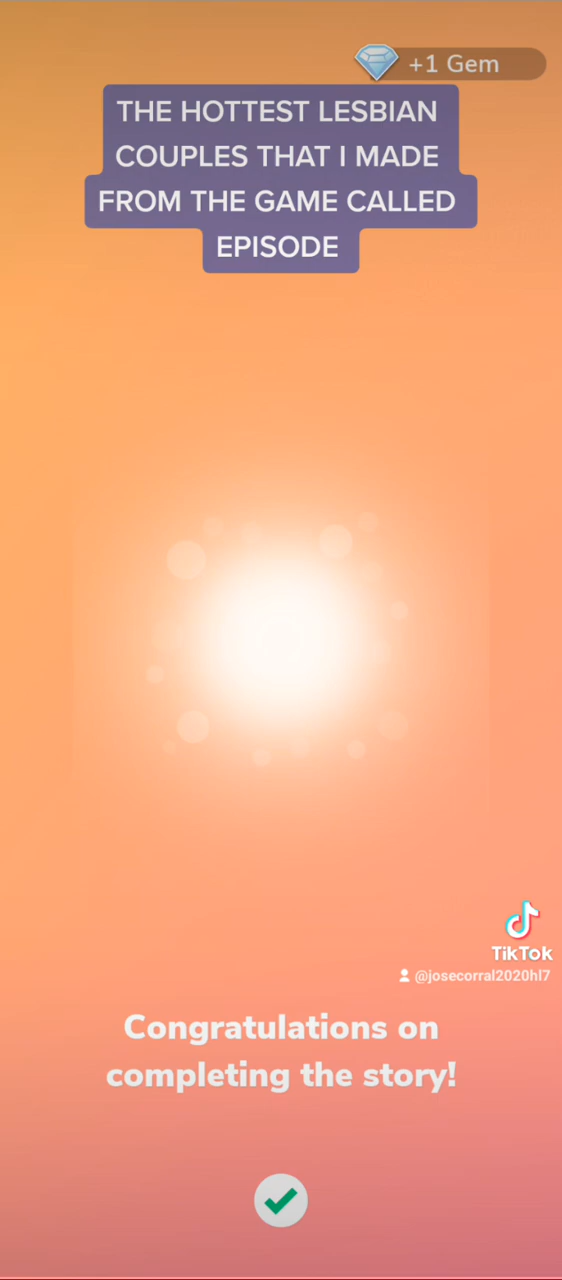 +1 Gem
THE HOTTEST LESBIAN
COUPLES THAT I MADE
FROM THE GAME CALLED
EPISODE
TikTok
@josecorral2020hl7
Congratulations on
completing the story!